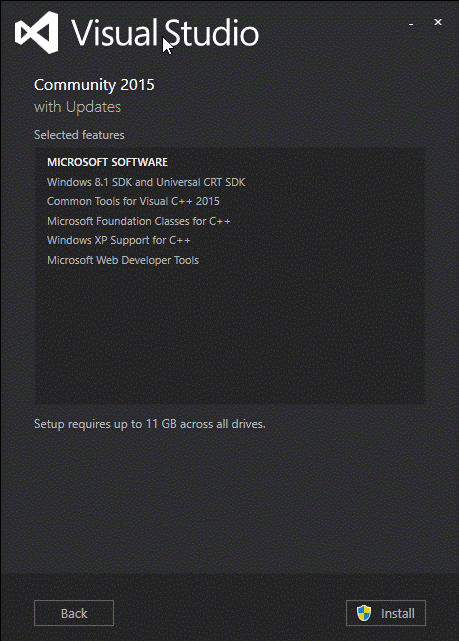 Visual Studio
Community 2015
with Updates
Selected features
MICROSOFT SOFTWARE
Windows 8.1 SDK and Universal CRT SDK
Common Tools for Visual C++ 2015
Microsoft Foundation Classes for C++
Windows XP Support for C++
Microsoft Web Developer Tools
Setup requires up to 11 GB across all drives.
Back
Install